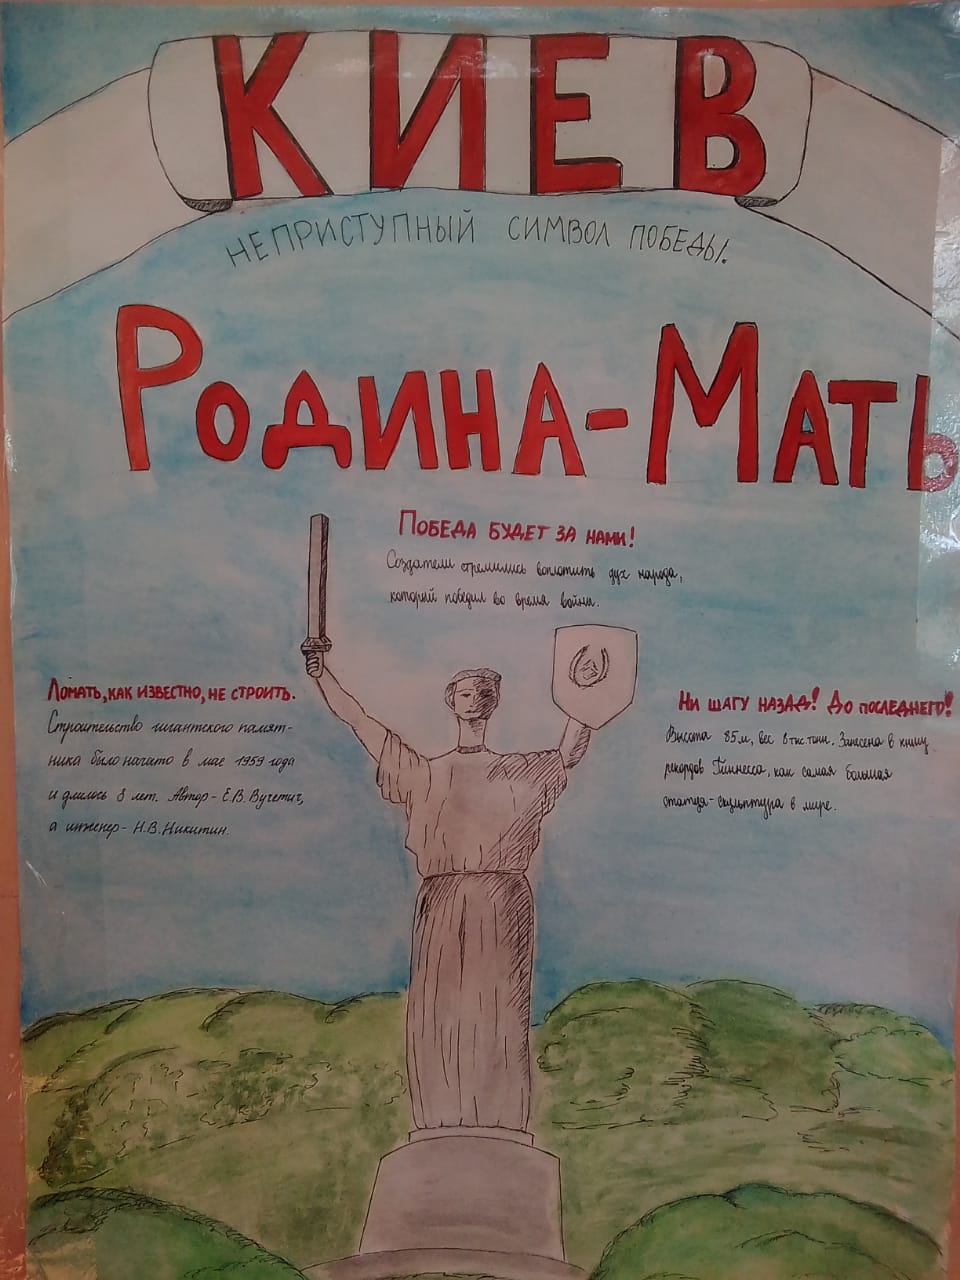 КИЕВ
НЕПРИСТУПНЫЙ СИМВОЛ ПОБЕДЫ.
РОДИНА-МАТЬ
ПОБЕДА БУДЕТ ЗА НАМИ!
Создатели стремились воплотить дух народа,
который победил во время войны.
ЛОМАТЬ, КАК ИЗВЕСТНО, НЕ СТРОИТЬ.
Строительство гигантского памят-
ника было начато в мае 1959 года
и длилось 8 лет. Автор - Е.В. Вучетич,
а инженер - Н.В. Никитин.
НИ ШАГУ НАЗАД! ДО ПОСЛЕДНЕГО!
Высота 85м, вес 8 тыс. тонн. Занесена в книгу
рекордов Гиннесса, как самая большая
статуя-скульптура в мире.